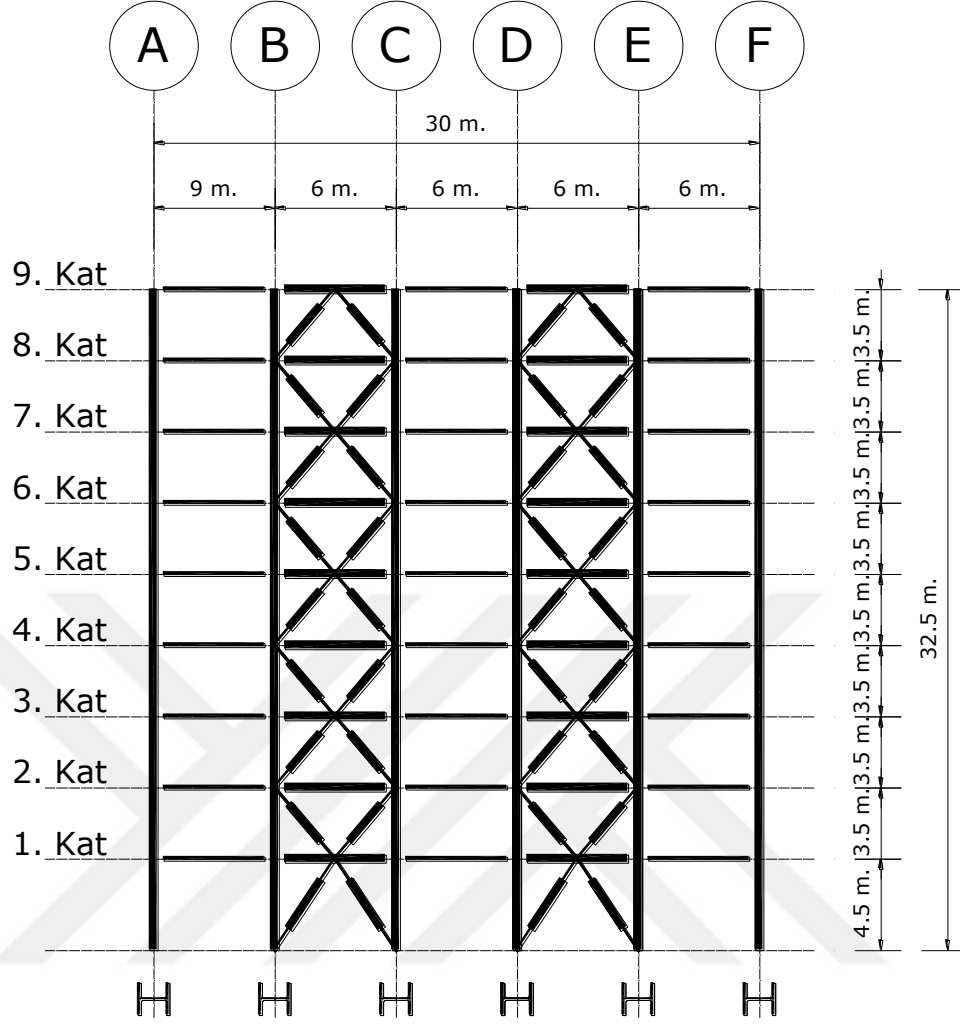 A B C D E F
30 m.
9 m. 6 m. 6 m. 6 m. 6 m.
9. Kat
3.5 m.
8. Kat
3.5 m.
7. Kat
3.5 m.
6. Kat
3.5 m.
5. Kat
3.5 m.
4. Kat
3.5 m.
32.5 m.
3. Kat
3.5 m.
2. Kat
3.5 m.
1. Kat
4.5 m.